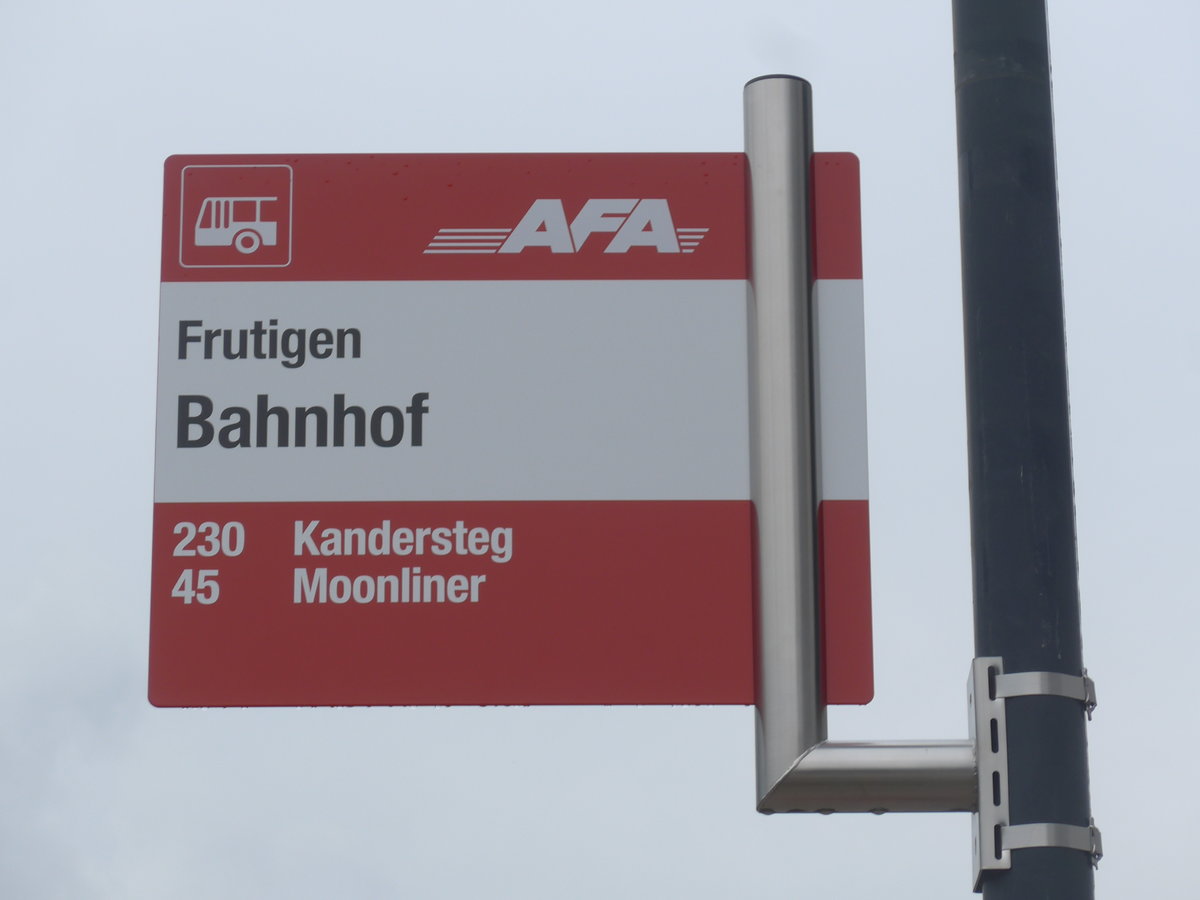 AFA
Frutigen
Bahnhof
230 Kandersteg
45 Moonliner